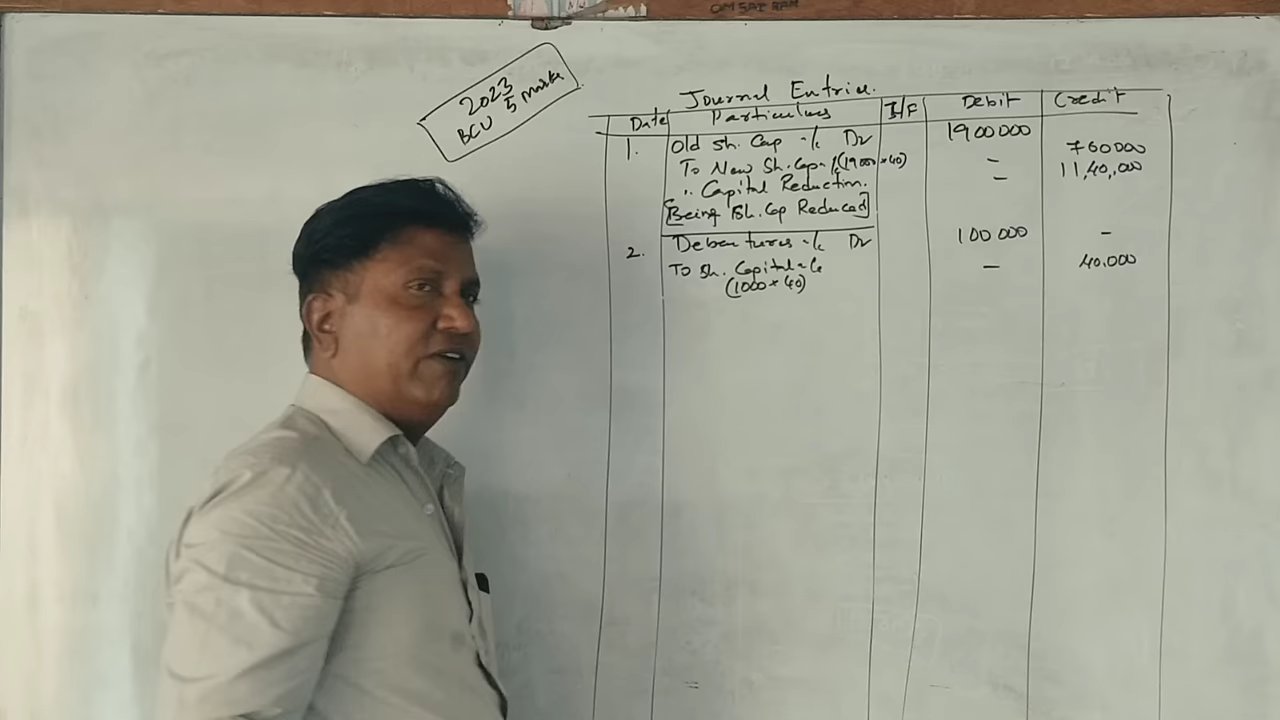 OM SAI RAM
2023
BCU 5 Marks
Journal Entries.
Date Particulars I/F Debit Credit
1. Old Sh. Cap a/c Dr 1900000
To New Sh. Cap a/c (19000×40) - 760000
" Capital Reduction. - 11,40,000
[Being Sh. Cap Reduced]
2. Debentures a/c Dr 100000 -
To Sh. Capital a/c - 40,000
(1000×40)